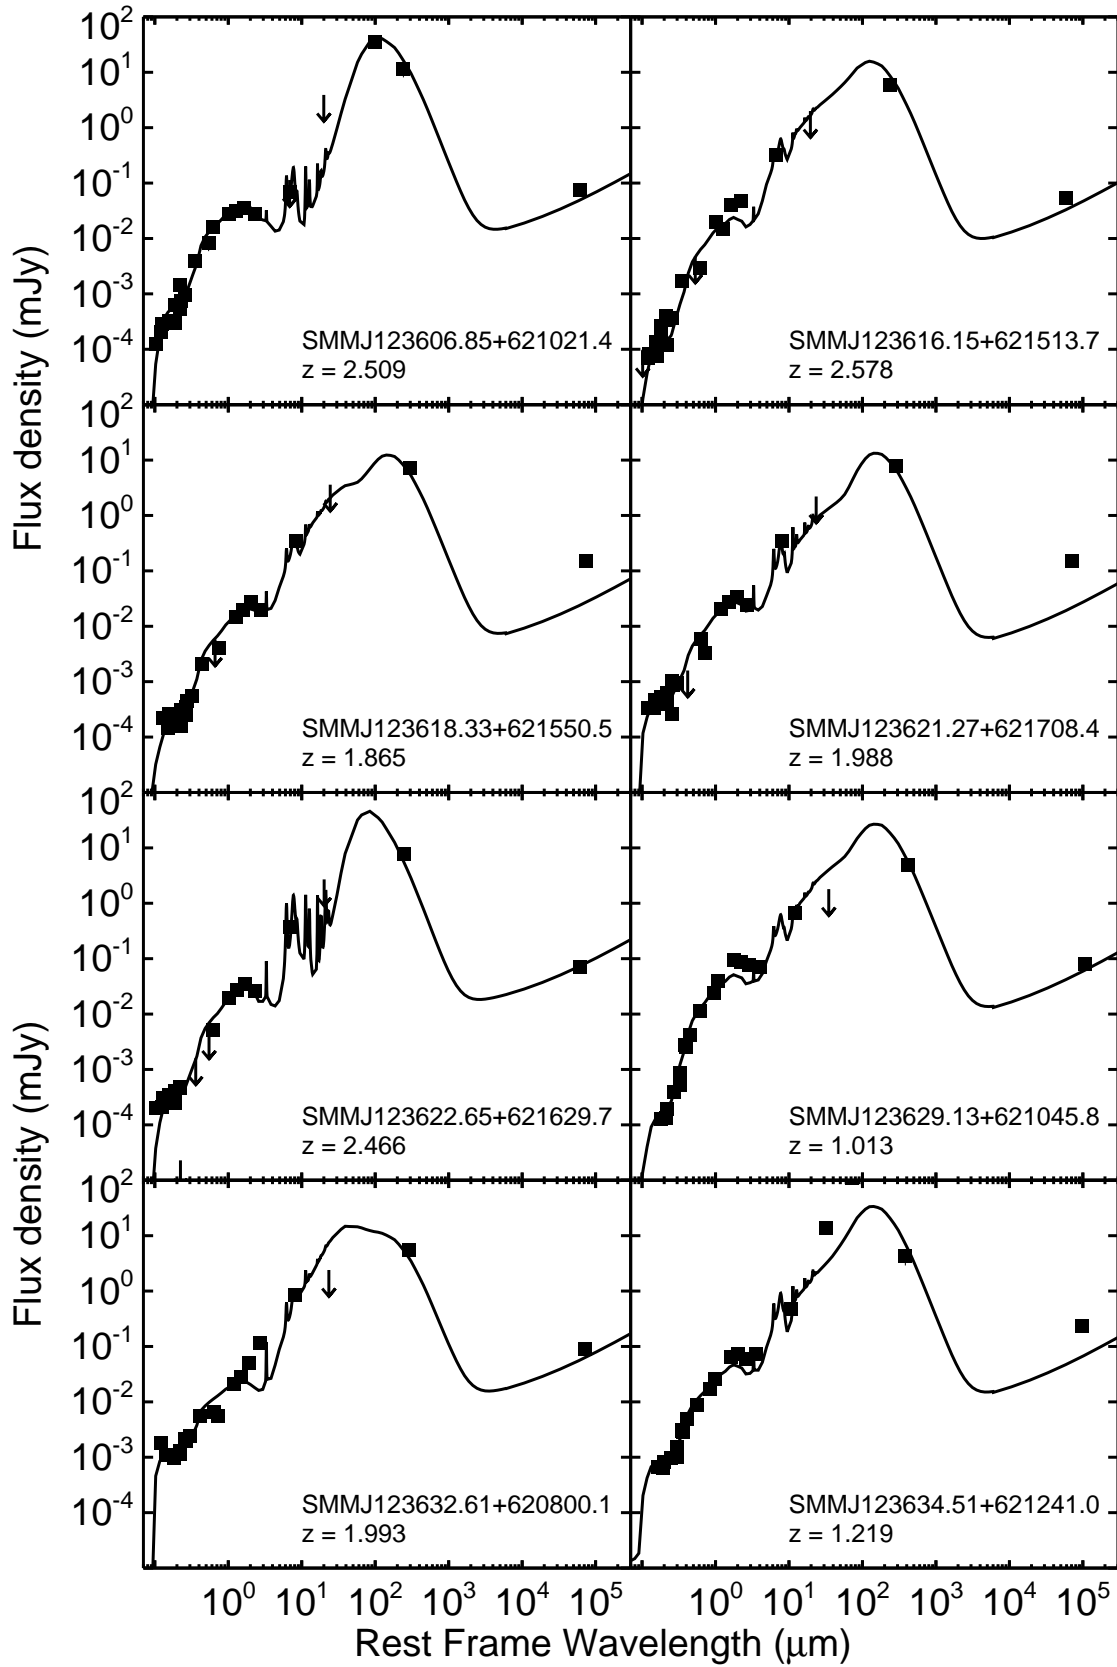 10^2
10^1
10^0
10^-1
10^-2
10^-3
10^-4
Flux density (mJy)
SMMJ123606.85+621021.4
z = 2.509
SMMJ123616.15+621513.7
z = 2.578
10^2
10^1
10^0
10^-1
10^-2
10^-3
10^-4
SMMJ123618.33+621550.5
z = 1.865
SMMJ123621.27+621708.4
z = 1.988
10^2
10^1
10^0
10^-1
10^-2
10^-3
10^-4
Flux density (mJy)
SMMJ123622.65+621629.7
z = 2.466
SMMJ123629.13+621045.8
z = 1.013
10^2
10^1
10^0
10^-1
10^-2
10^-3
10^-4
SMMJ123632.61+620800.1
z = 1.993
SMMJ123634.51+621241.0
z = 1.219
10^0 10^1 10^2 10^3 10^4 10^5 10^0 10^1 10^2 10^3 10^4 10^5
Rest Frame Wavelength (μm)